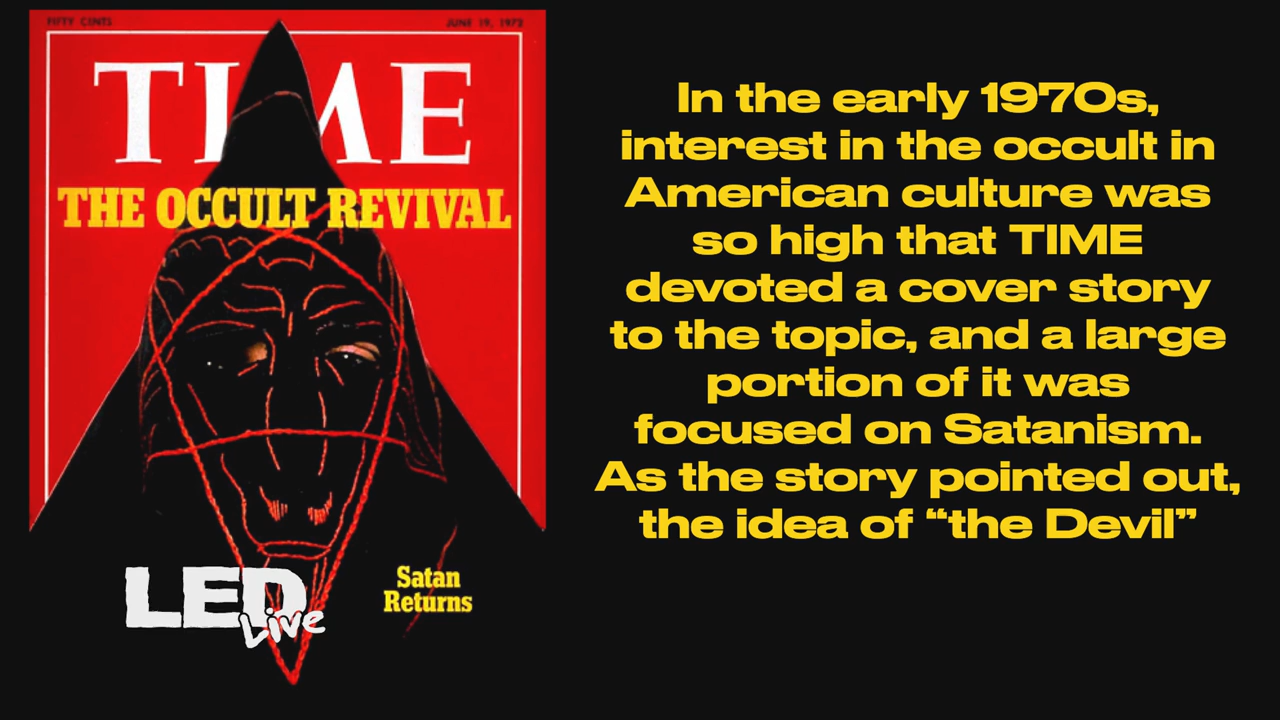 FIFTY CENTS
JUNE 19, 1972
TIME
THE OCCULT REVIVAL
Satan
Returns
LED
Live
In the early 1970s,
interest in the occult in
American culture was
so high that TIME
devoted a cover story
to the topic, and a large
portion of it was
focused on Satanism.
As the story pointed out,
the idea of “the Devil”